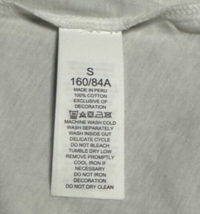 S
160/84A
MADE IN PERU
100% COTTON
EXCLUSIVE OF
DECORATION
MACHINE WASH COLD
WASH SEPARATELY
WASH INSIDE OUT
DELICATE CYCLE
DO NOT BLEACH
TUMBLE DRY LOW
REMOVE PROMPTLY
COOL IRON IF
NECESSARY
DO NOT IRON
DECORATION
DO NOT DRY CLEAN